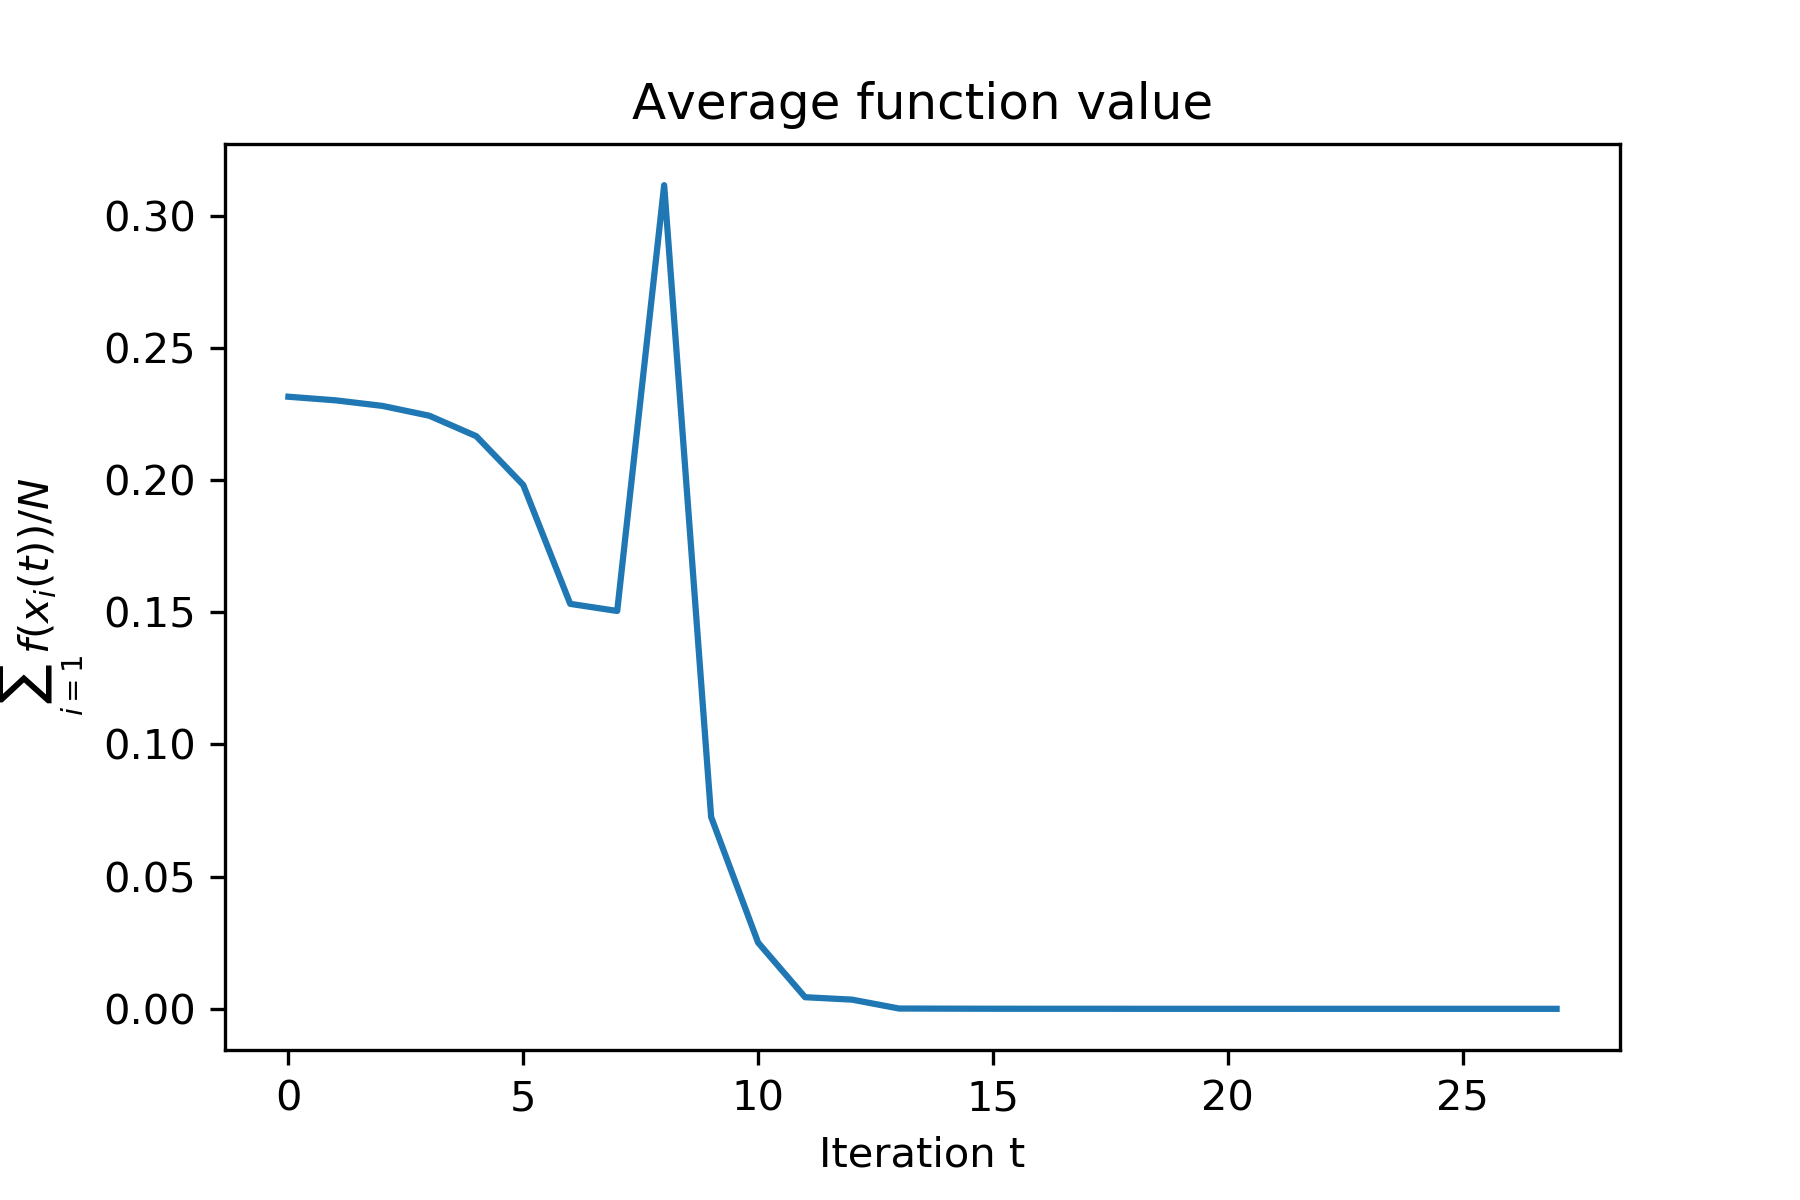 Average function value
0.30
0.25
0.20
0.15
0.10
0.05
0.00
∑ f(xᵢ(t))/N
i = 1
0 5 10 15 20 25
Iteration t